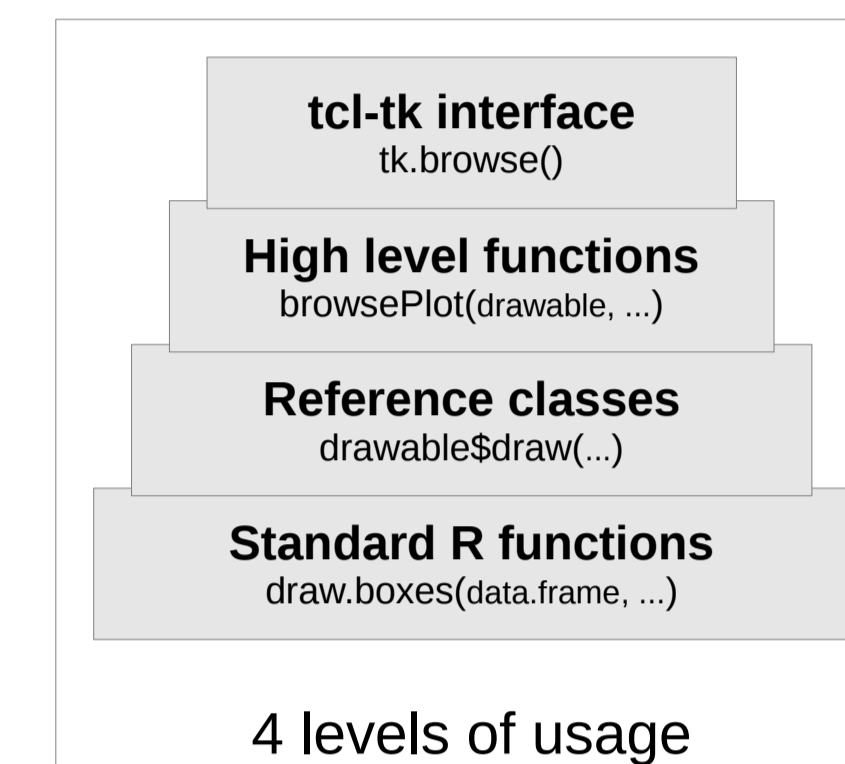 tcl-tk interface
tk.browse()
High level functions
browsePlot(drawable, ...)
Reference classes
drawable$draw(...)
Standard R functions
draw.boxes(data.frame, ...)
4 levels of usage